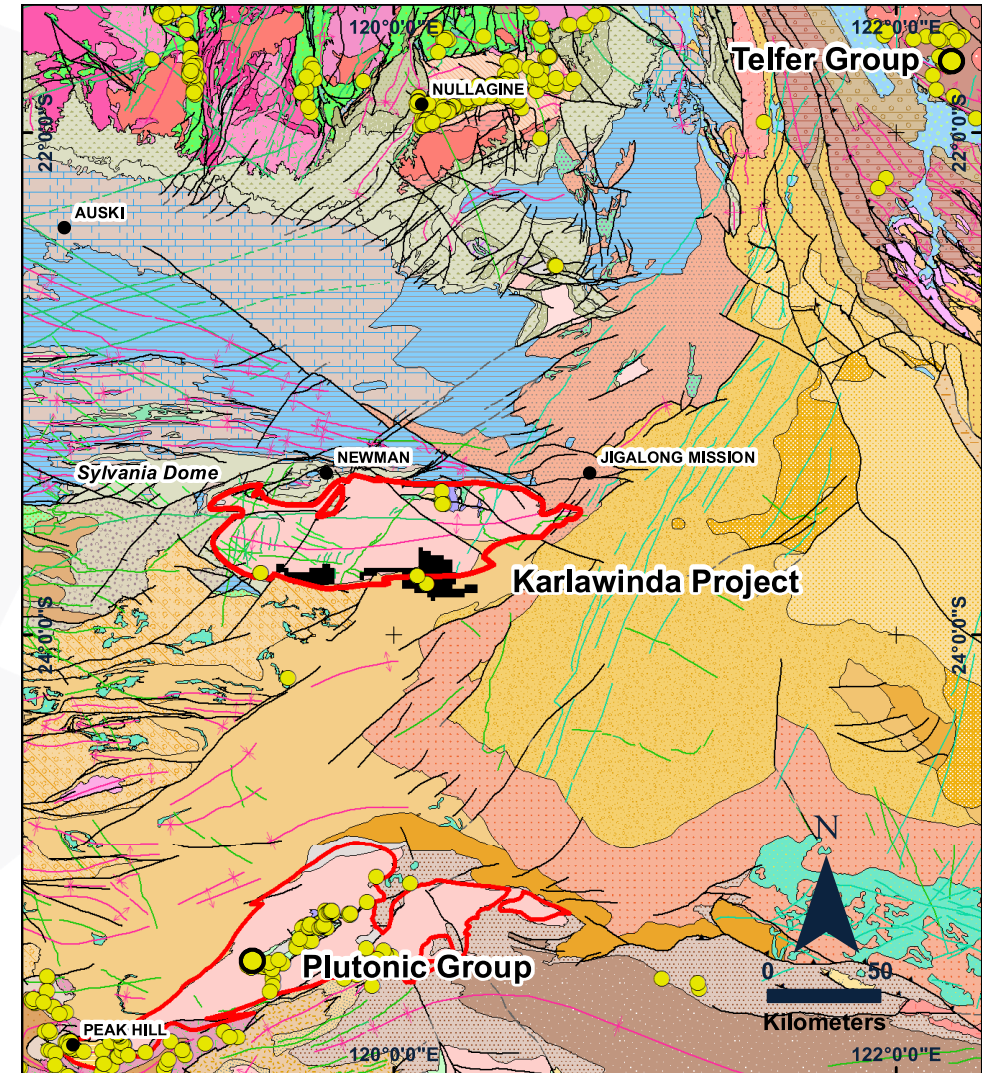 120°0'0"E
122°0'0"E
Telfer Group
NULLAGINE
22°0'0"S
22°0'0"S
AUSKI
NEWMAN
JIGALONG MISSION
Sylvania Dome
Karlawinda Project
24°0'0"S
24°0'0"S
N
Plutonic Group
0 50
Kilometers
PEAK HILL
120°0'0"E
122°0'0"E